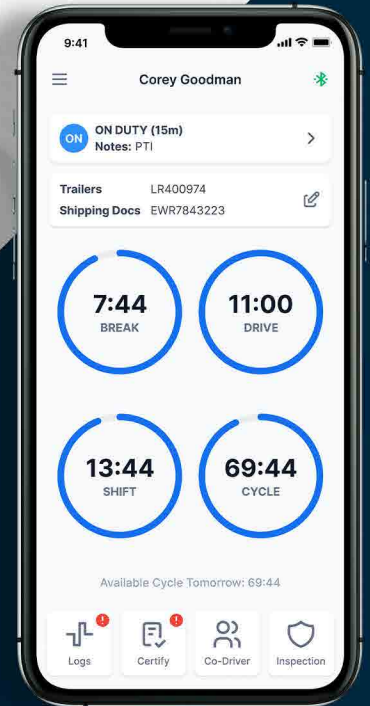 9:41
Corey Goodman
ON
ON DUTY (15m)
Notes: PTI
Trailers LR400974
Shipping Docs EWR7843223
7:44
BREAK
11:00
DRIVE
13:44
SHIFT
69:44
CYCLE
Available Cycle Tomorrow: 69:44
! !
Logs Certify Co-Driver Inspection